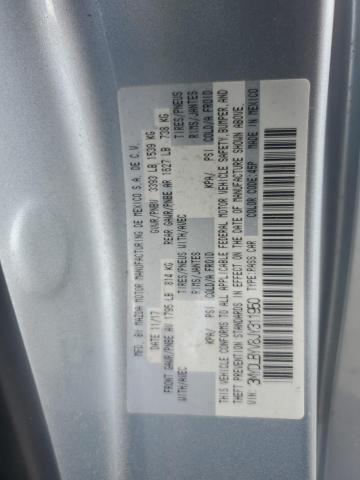 MFD. BY MAZDA MOTOR MANUFACTURING DE MEXICO S.A. DE C.V.
DATE 11/17 GVWR/PNBV 3393 LB 1539 KG
FRONT GAWR/PNBE AV 1795 LB 814 KG REAR GAWR/PNBE AR 1627 LB 738 KG
WITH/AVEC TIRES/PNEUS WITH/AVEC TIRES/PNEUS
RIMS/JANTES RIMS/JANTES
KPA/ PSI COLD/A FROID KPA/ PSI COLD/A FROID
THIS VEHICLE CONFORMS TO ALL APPLICABLE FEDERAL MOTOR VEHICLE SAFETY, BUMPER, AND
THEFT PREVENTION STANDARDS IN EFFECT ON THE DATE OF MANUFACTURE SHOWN ABOVE.
VIN: TYPE: PASS CAR COLOR CODE: 45P MADE IN MEXICO